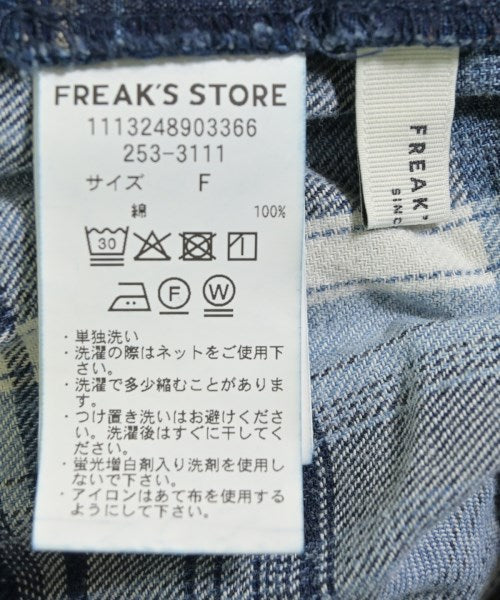 FREAK'S STORE
1113248903366
253-3111
サイズ F
綿 100%
30
F
W
・単独洗い
・洗濯の際はネットをご使用下
さい。
・洗濯で多少縮むことがありま
す。
・つけ置き洗いはお避けくださ
い。洗濯後はすぐに干してく
ださい。
・蛍光増白剤入り洗剤を使用し
ないで下さい。
・アイロンはあて布を使用する
ようにして下さい。
FREAK'
SINC